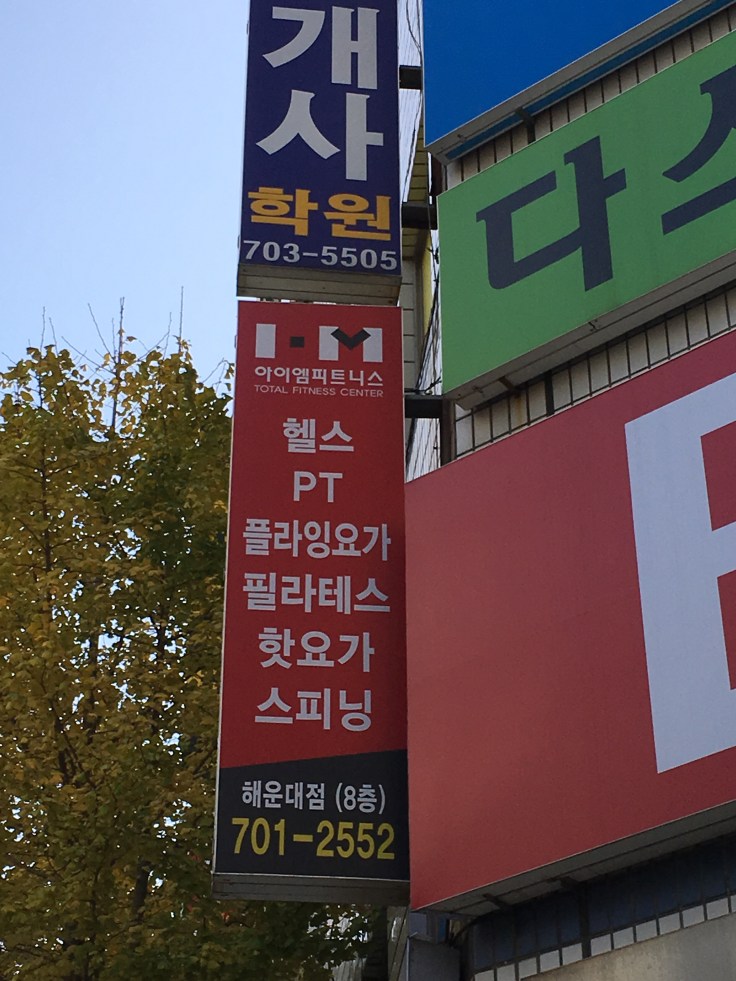 개
사
학원
703-5505
I·M
아이엠피트니스
TOTAL FITNESS CENTER
헬스
PT
플라잉요가
필라테스
핫요가
스피닝
해운대점 (8층)
701-2552
다